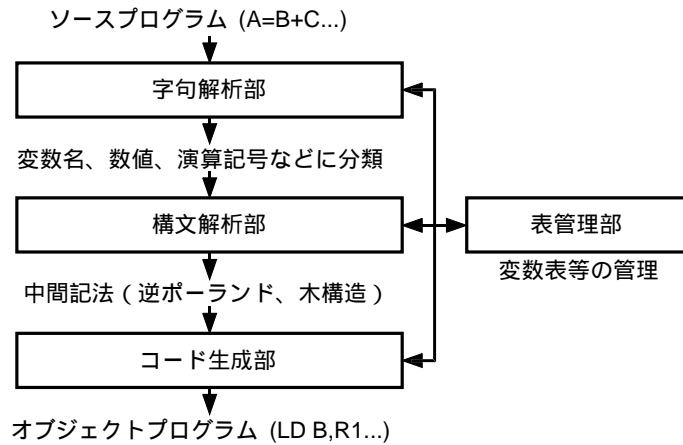 ソースプログラム (A=B+C...)
字句解析部
変数名、数値、演算記号などに分類
構文解析部
表管理部
変数表等の管理
中間記法（逆ポーランド、木構造）
コード生成部
オブジェクトプログラム (LD B,R1...)